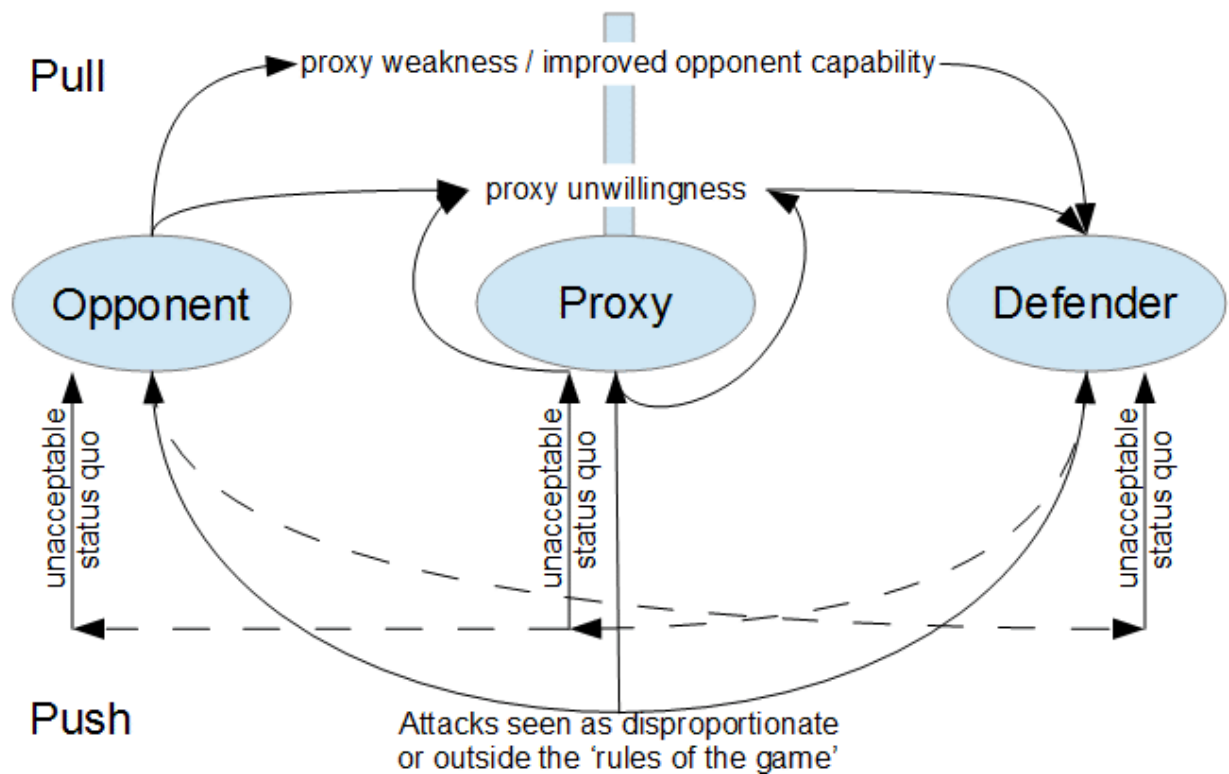 Pull
proxy weakness / improved opponent capability
proxy unwillingness
Opponent
Proxy
Defender
unacceptable
status quo
unacceptable
status quo
unacceptable
status quo
Push
Attacks seen as disproportionate
or outside the ‘rules of the game’